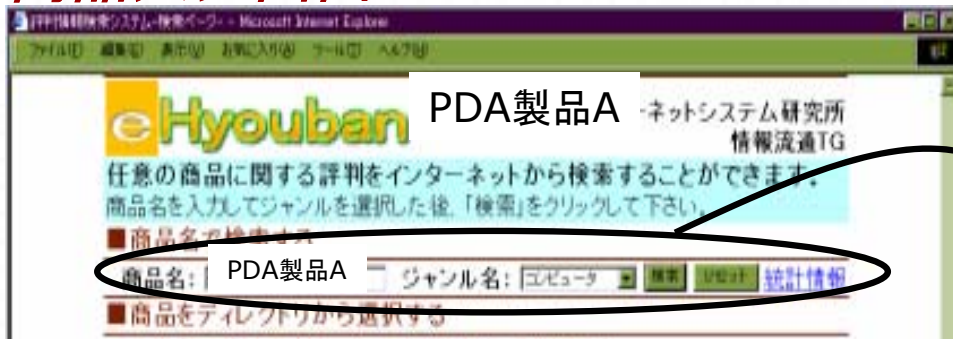 評判情報検索システム-検索ページ- - Microsoft Internet Explorer
ファイル(F) 編集(E) 表示(V) お気に入り(A) ツール(T) ヘルプ(H)
eHyouban
PDA製品A
ーネットシステム研究所
情報流通TG
任意の商品に関する評判をインターネットから検索することができます。
商品名を入力してジャンルを選択した後、「検索」をクリックして下さい。
■商品名で検索する
商品名: PDA製品A ジャンル名: コンピュータ 検索 リセット 統計情報
■商品をディレクトリから選択する